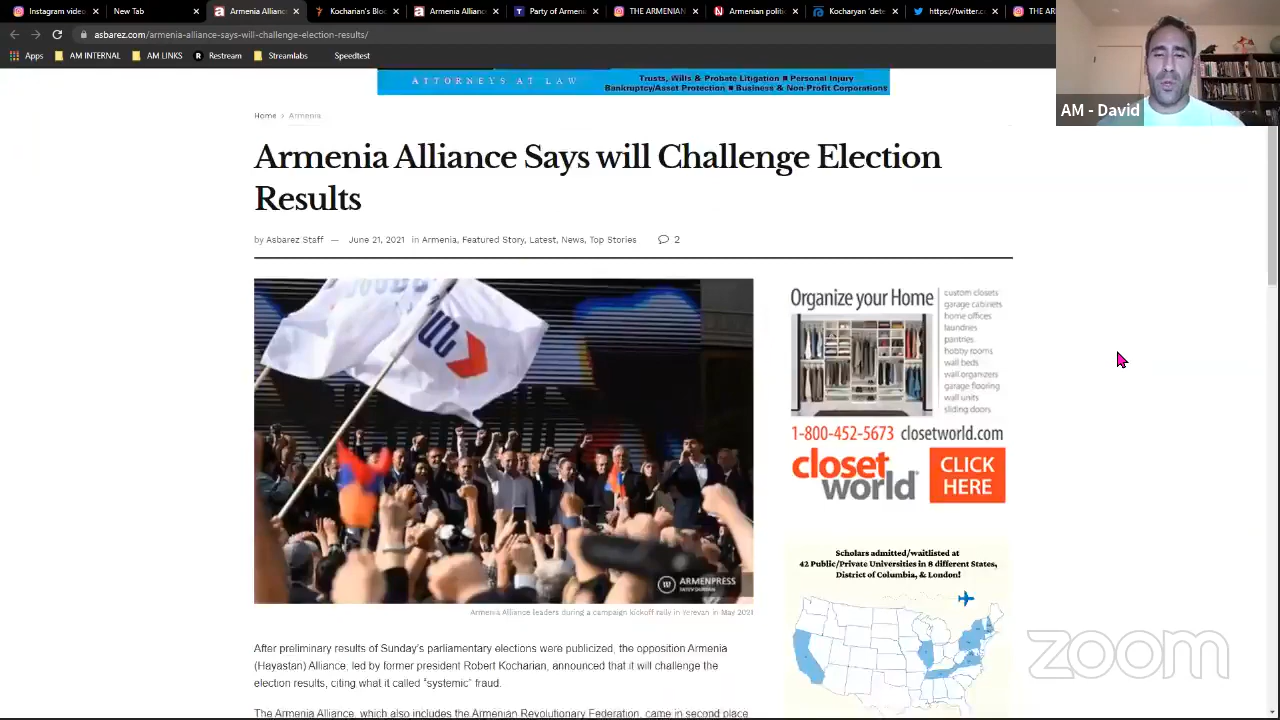 Instagram video
New Tab
Armenia Alliance
Kocharian's Bloc
Armenia Alliance S
Party of Armenia
THE ARMENIAN
Armenian politi
Kocharyan 'dete
https://twitter.c
THE AR
asbarez.com/armenia-alliance-says-will-challenge-election-results/
Apps AM INTERNAL AM LINKS Restream Streamlabs Speedtest
AM - David
ATTORNEYS AT LAW
Trusts, Wills & Probate Litigation ■ Personal Injury
Bankruptcy/Asset Protection ■ Business & Non-Profit Corporations
Home > Armenia
Armenia Alliance Says will Challenge Election
Results
by Asbarez Staff — June 21, 2021 in Armenia, Featured Story, Latest, News, Top Stories 2
ARMENPRESS
Armenia Alliance leaders during a campaign kickoff rally in Yerevan in May 2021
After preliminary results of Sunday's parliamentary elections were publicized, the opposition Armenia
(Hayastan) Alliance, led by former president Robert Kocharian, announced that it will challenge the
election results, citing what it called “systemic” fraud.
The Armenia Alliance, which also includes the Armenian Revolutionary Federation, came in second place
Organize your Home
custom closets
garage cabinets
home offices
laundries
pantries
hobby rooms
wall beds
wall organizers
garage flooring
wall units
sliding doors
1-800-452-5673 closetworld.com
closet
world
CLICK
HERE
Scholars admitted/waitlisted at
42 Public/Private Universities in 8 different States,
District of Columbia, & London!
zoom